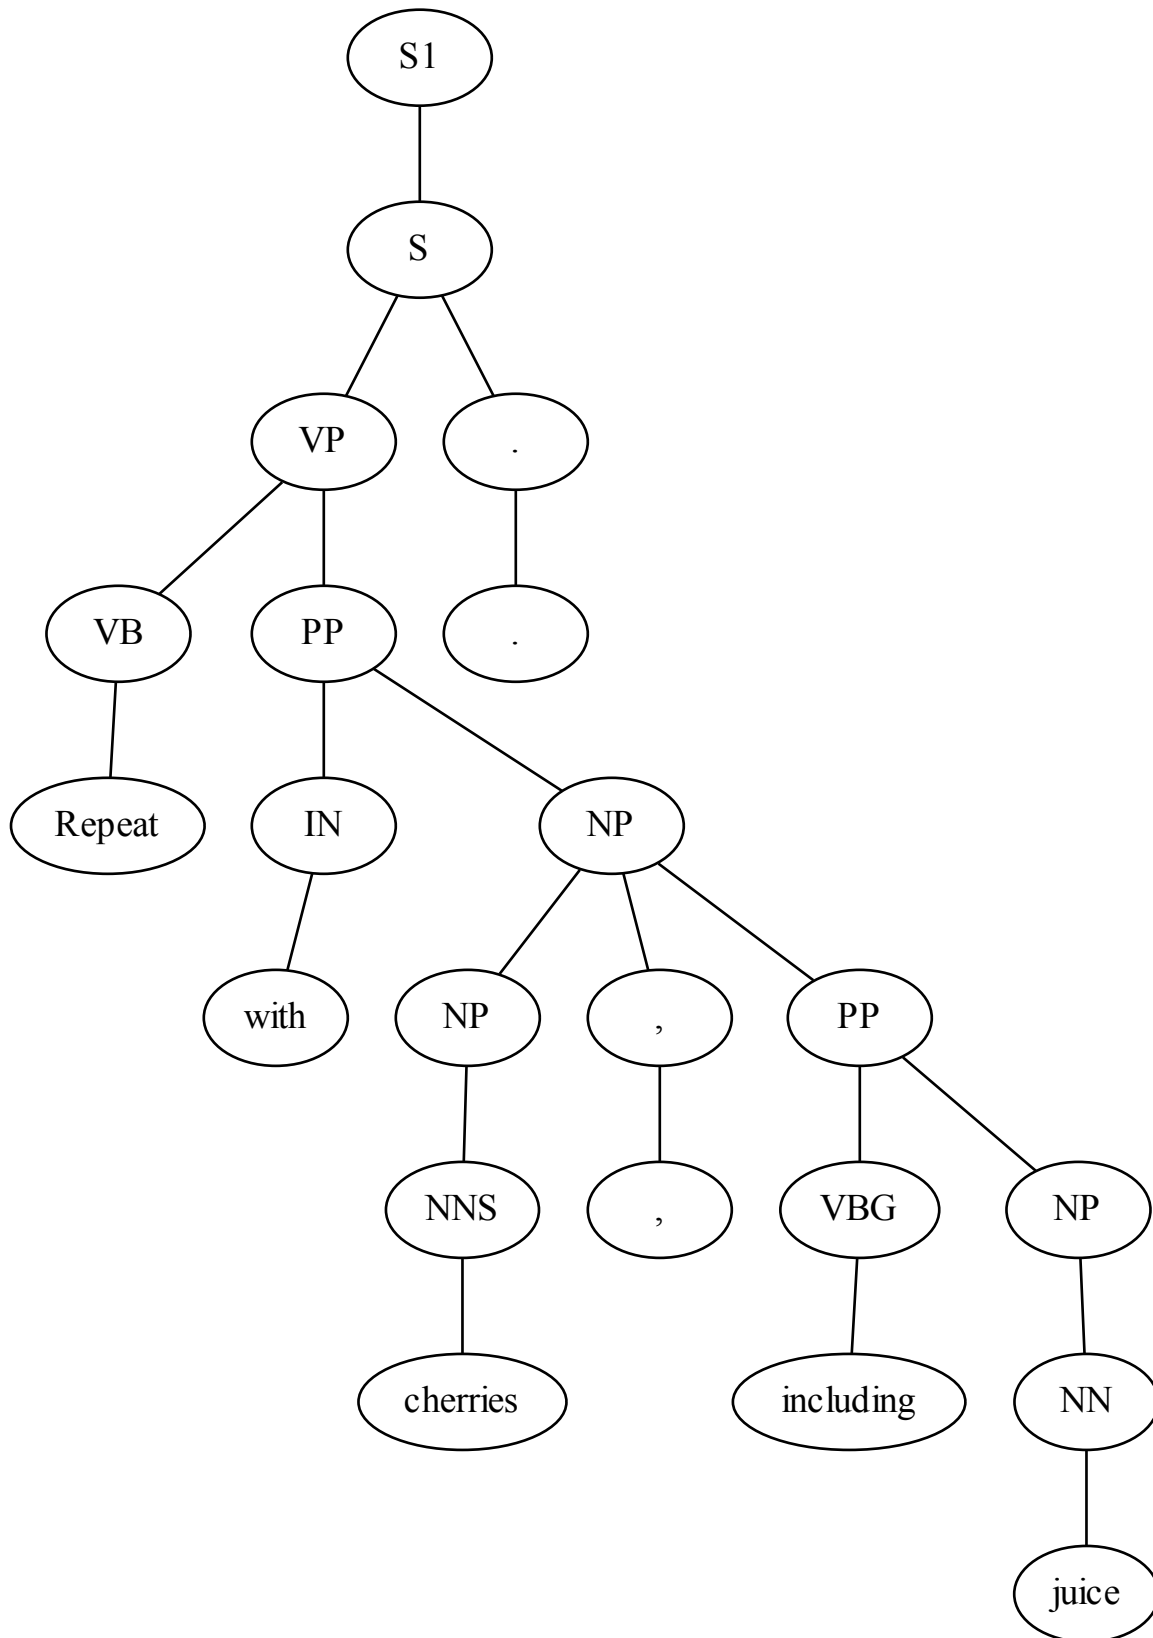 S1
S
VP .
VB PP .
Repeat IN NP
with NP , PP
NNS , VBG NP
cherries including NN
juice